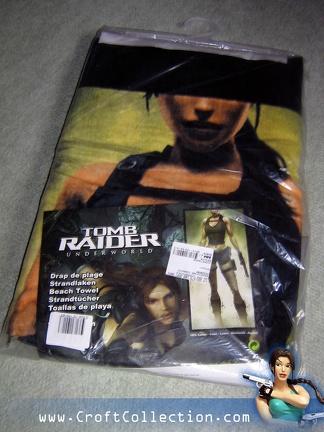 TOMB
RAIDER
UNDERWORLD
Drap de plage
Strandlaken
Beach Towel
Strandtücher
Toallas de playa
www.CroftCollection.com